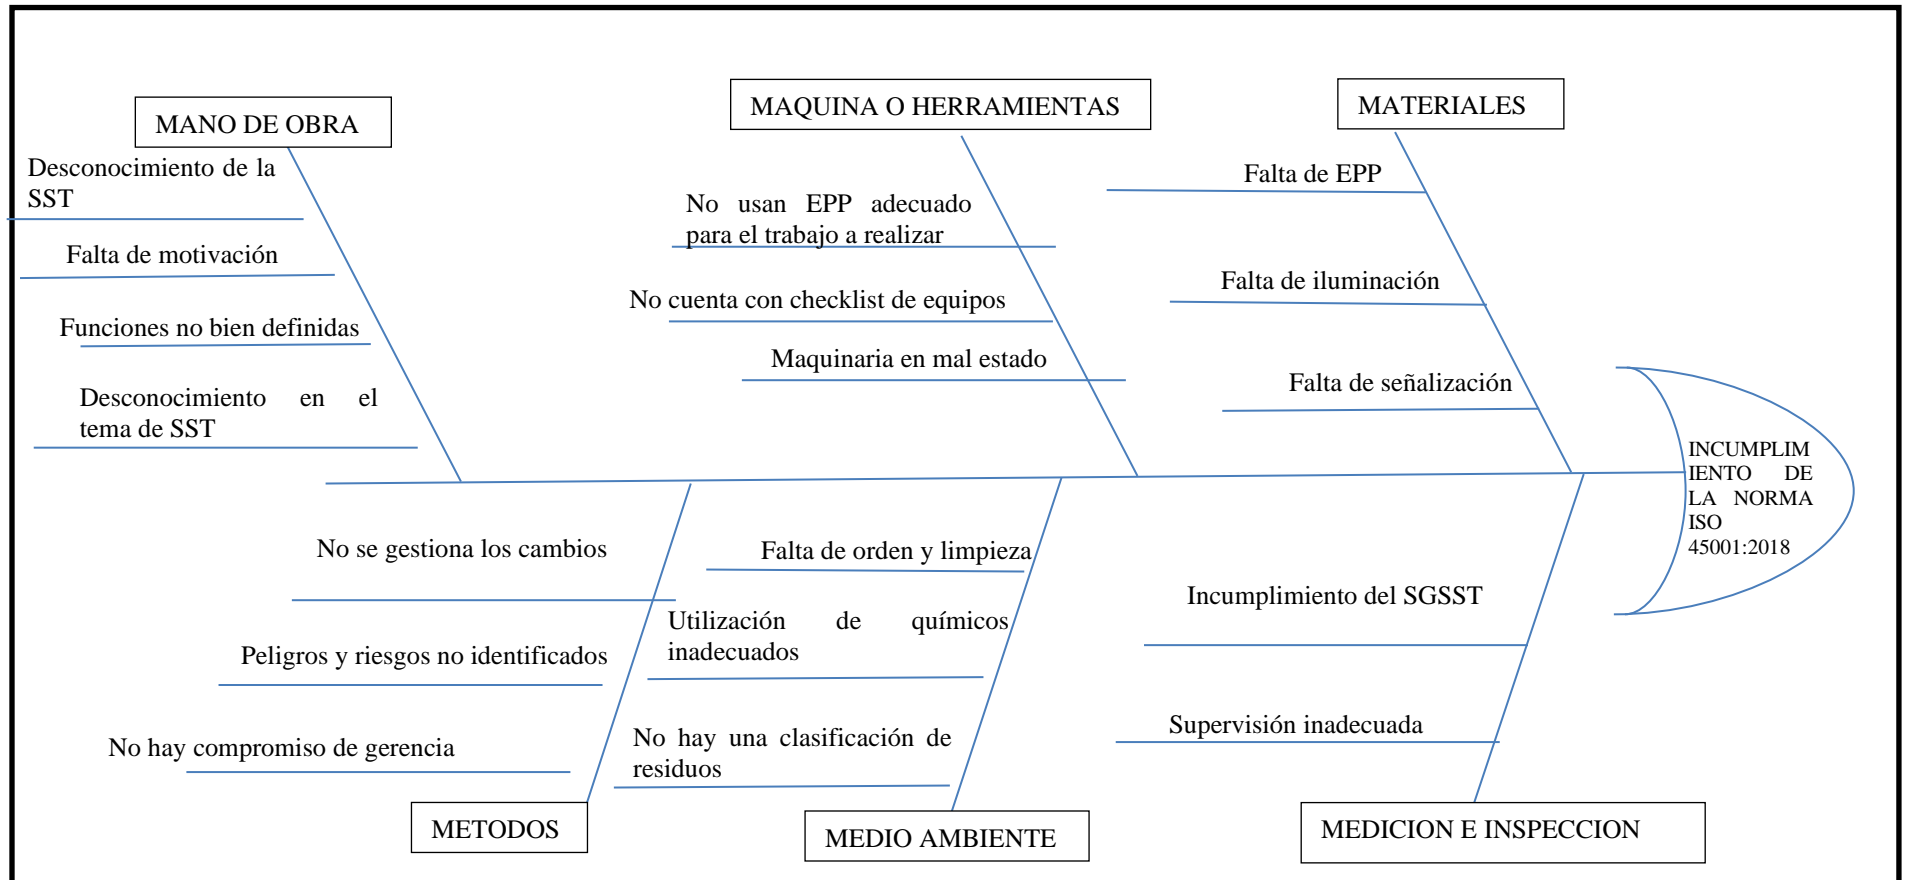 MANO DE OBRA
MAQUINA O HERRAMIENTAS
MATERIALES
Desconocimiento de la
SST
Falta de motivación
Funciones no bien definidas
Desconocimiento en el
tema de SST
No usan EPP adecuado
para el trabajo a realizar
No cuenta con checklist de equipos
Maquinaria en mal estado
Falta de EPP
Falta de iluminación
Falta de señalización
INCUMPLIM
IENTO DE
LA NORMA
ISO
45001:2018
No se gestiona los cambios
Peligros y riesgos no identificados
No hay compromiso de gerencia
Falta de orden y limpieza
Utilización de químicos
inadecuados
No hay una clasificación de
residuos
Incumplimiento del SGSST
Supervisión inadecuada
METODOS
MEDIO AMBIENTE
MEDICION E INSPECCION